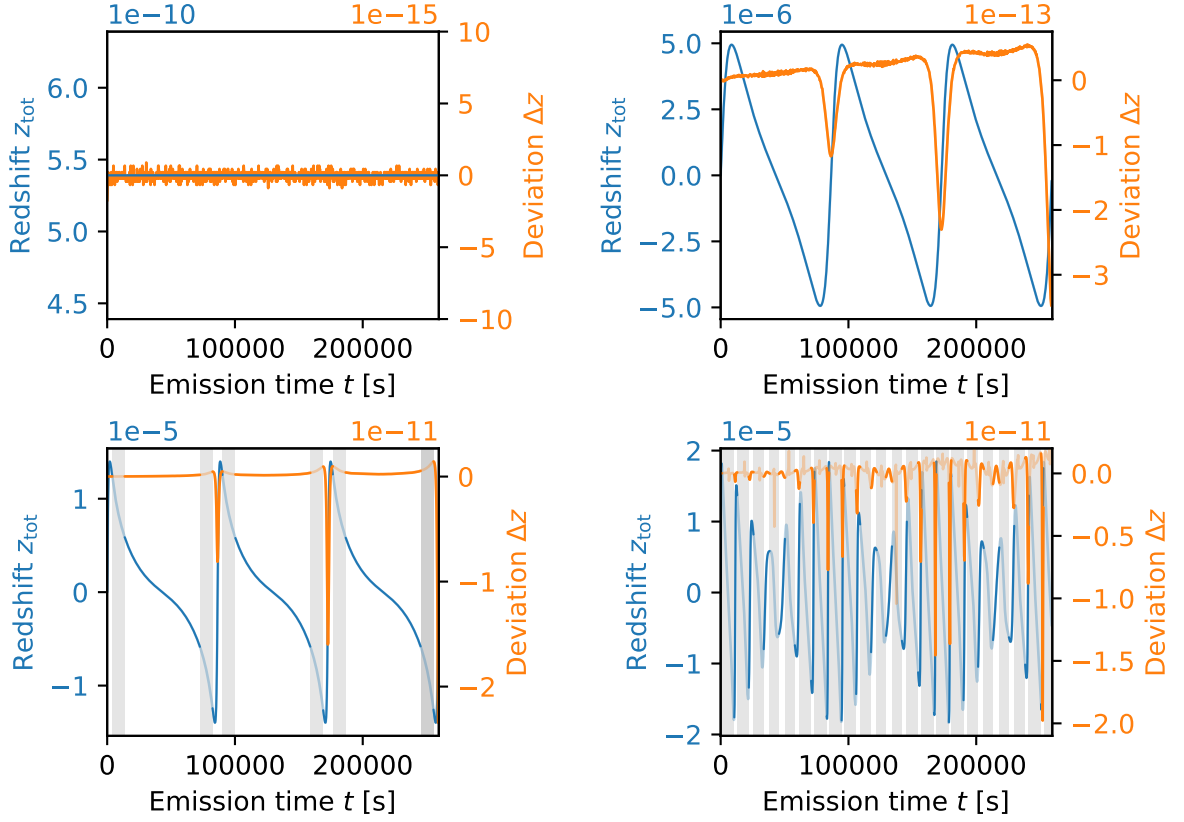 1e−10 1e−15
6.0
5.5
5.0
4.5
Redshift z_tot
10
5
0
−5
−10
Deviation Δz
0 100000 200000
Emission time t [s]
1e−6 1e−13
5.0
2.5
0.0
−2.5
−5.0
Redshift z_tot
0
−1
−2
−3
Deviation Δz
0 100000 200000
Emission time t [s]
1e−5 1e−11
1
0
−1
Redshift z_tot
0
−1
−2
Deviation Δz
0 100000 200000
Emission time t [s]
1e−5 1e−11
2
1
0
−1
−2
Redshift z_tot
0.0
−0.5
−1.0
−1.5
−2.0
Deviation Δz
0 100000 200000
Emission time t [s]